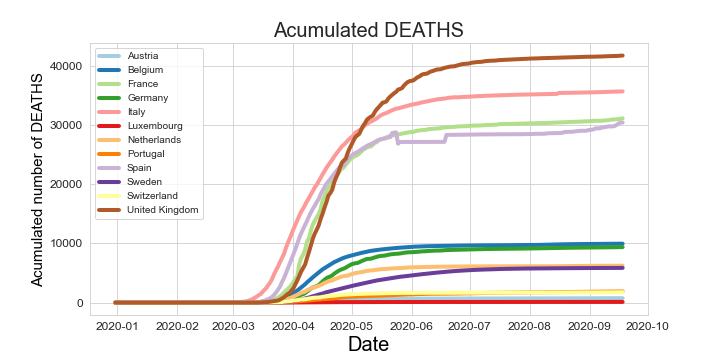 Acumulated DEATHS
Acumulated number of DEATHS
40000
30000
20000
10000
0
Austria
Belgium
France
Germany
Italy
Luxembourg
Netherlands
Portugal
Spain
Sweden
Switzerland
United Kingdom
2020-01 2020-02 2020-03 2020-04 2020-05 2020-06 2020-07 2020-08 2020-09 2020-10
Date